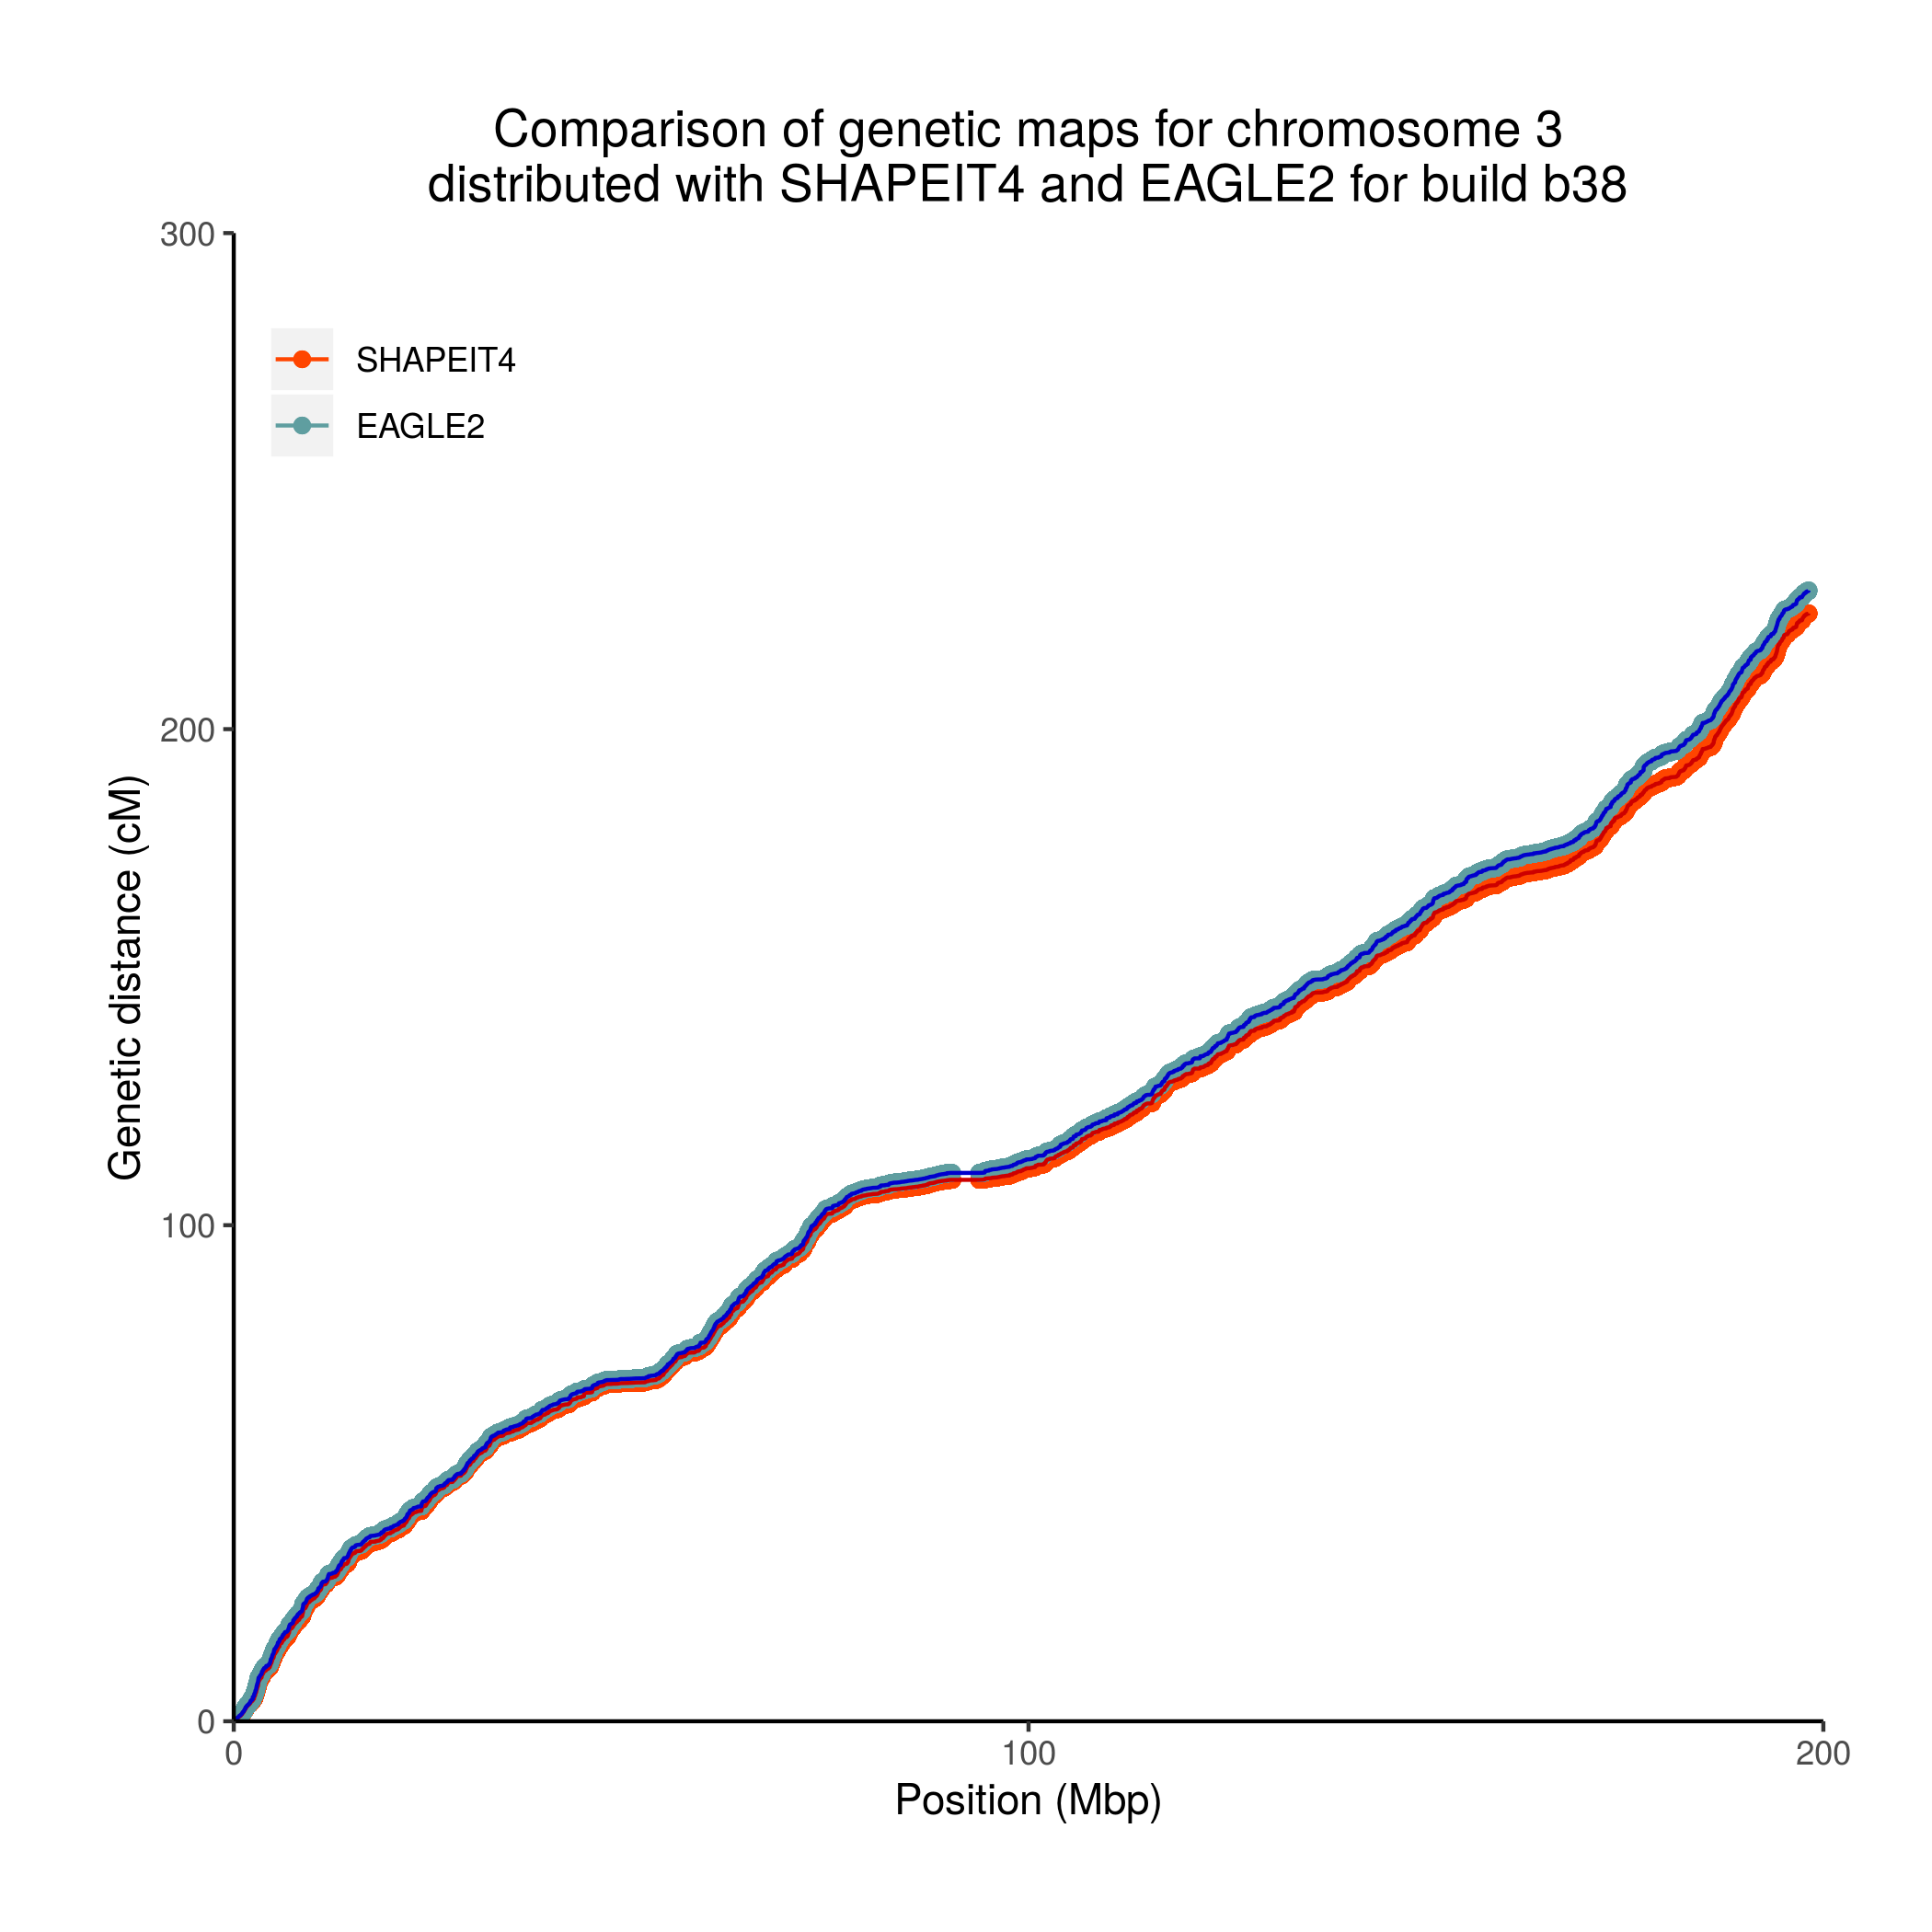 Comparison of genetic maps for chromosome 3
distributed with SHAPEIT4 and EAGLE2 for build b38
300
SHAPEIT4
EAGLE2
200
Genetic distance (cM)
100
0
0
100
200
Position (Mbp)